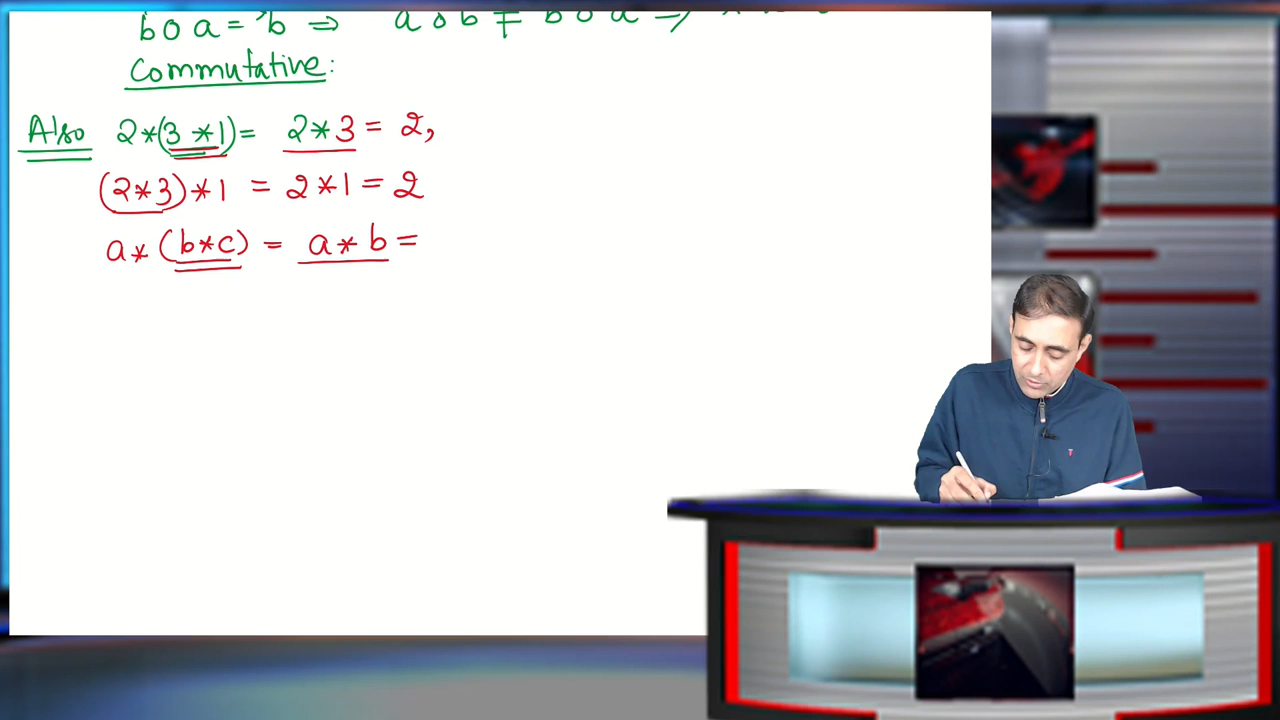 b o a = b ⇒ a o b ≠ b o a ⇒
Commutative:
Also 2*(3*1)= 2*3 = 2,
(2*3)*1 = 2*1 = 2
a*(b*c) = a*b =